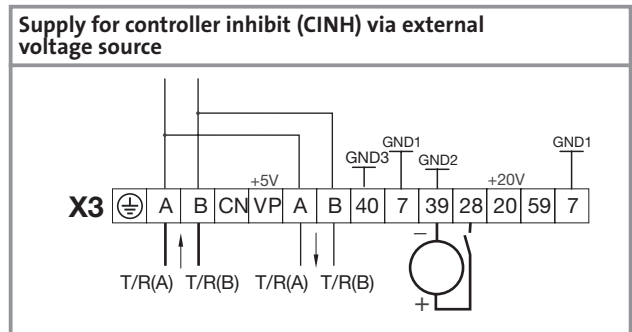 Supply for controller inhibit (CINH) via external
voltage source
GND1
GND1
GND3
GND2
+5V
+20V
X3 A B CN VP A B 40 7 39 28 20 59 7
−
T/R(A) T/R(B) T/R(A) T/R(B)
+